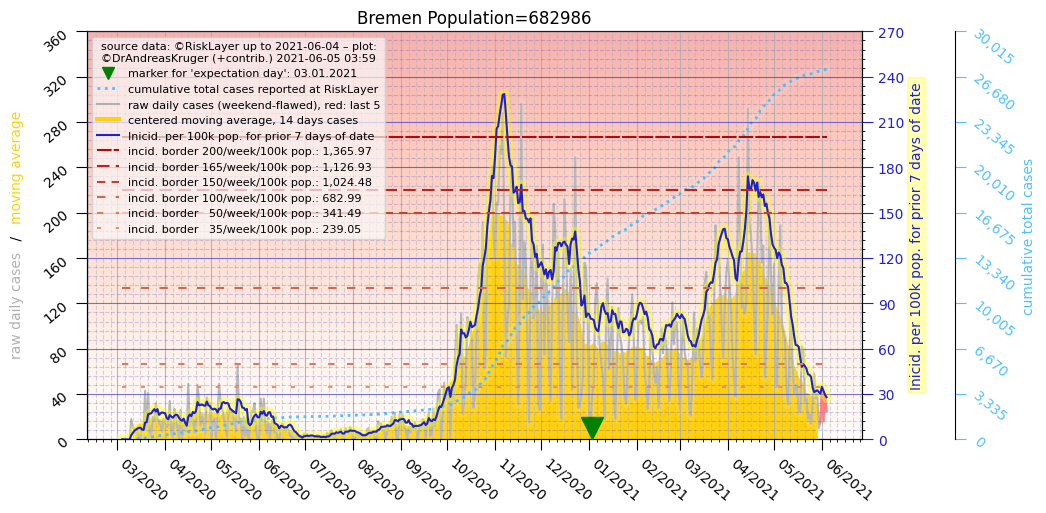 Bremen Population=682986
source data: ©RiskLayer up to 2021-06-04 – plot:
©DrAndreasKruger (+contrib.) 2021-06-05 03:59
marker for 'expectation day': 03.01.2021
cumulative total cases reported at RiskLayer
raw daily cases (weekend-flawed), red: last 5
centered moving average, 14 days cases
Inicid. per 100k pop. for prior 7 days of date
incid. border 200/week/100k pop.: 1,365.97
incid. border 165/week/100k pop.: 1,126.93
incid. border 150/week/100k pop.: 1,024.48
incid. border 100/week/100k pop.: 682.99
incid. border   50/week/100k pop.: 341.49
incid. border   35/week/100k pop.: 239.05
raw daily cases / moving average
360
320
280
240
200
160
120
80
40
0
03/2020
04/2020
05/2020
06/2020
07/2020
08/2020
09/2020
10/2020
11/2020
12/2020
01/2021
02/2021
03/2021
04/2021
05/2021
06/2021
270
240
210
180
150
120
90
60
30
0
Inicid. per 100k pop. for prior 7 days of date
30,015
26,680
23,345
20,010
16,675
13,340
10,005
6,670
3,335
0
cumulative total cases